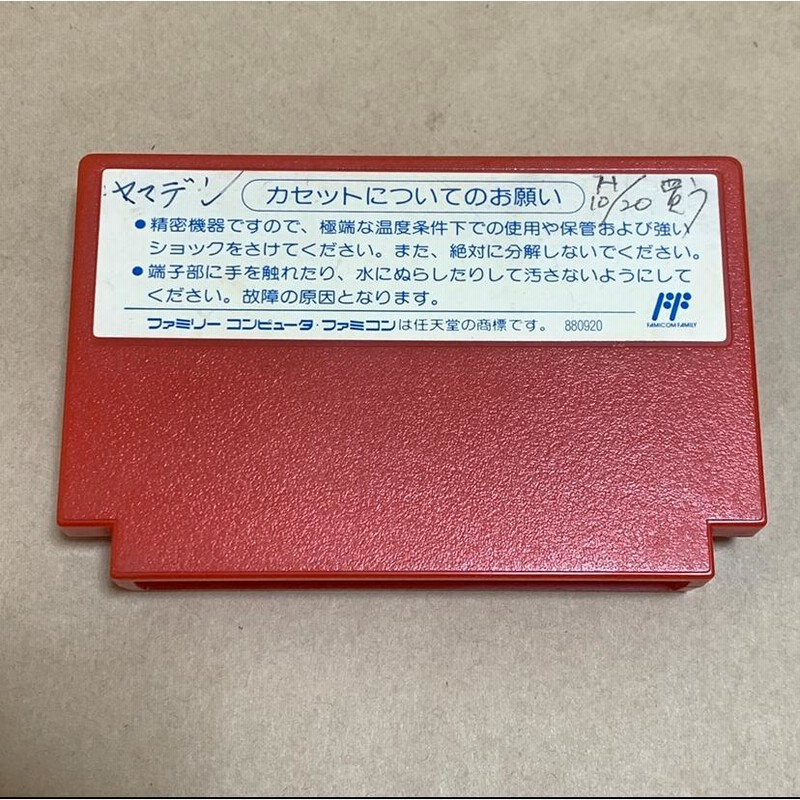 ヤマデン カセットについてのお願い 10/20 買う
●精密機器ですので、極端な温度条件下での使用や保管および強い
ショックをさけてください。また、絶対に分解しないでください。
●端子部に手を触れたり、水にぬらしたりして汚さないようにして
ください。故障の原因となります。
FAMICOM FAMILY
ファミリー コンピュータ・ファミコンは任天堂の商標です。 880920